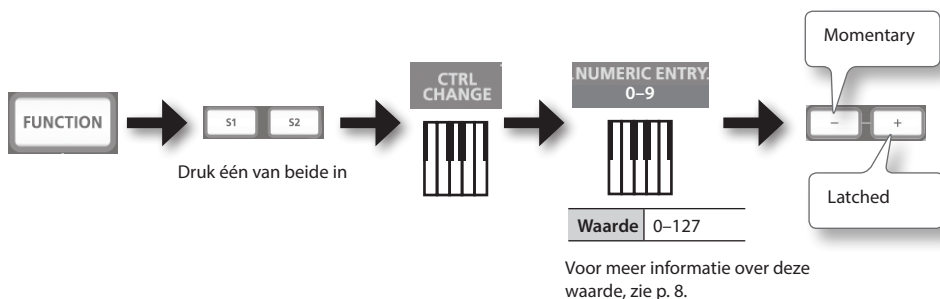 FUNCTION
S1 S2
Druk één van beide in
CTRL
CHANGE
NUMERIC ENTRY
0–9
Waarde 0–127
Voor meer informatie over deze
waarde, zie p. 8.
Momentary
– +
Latched